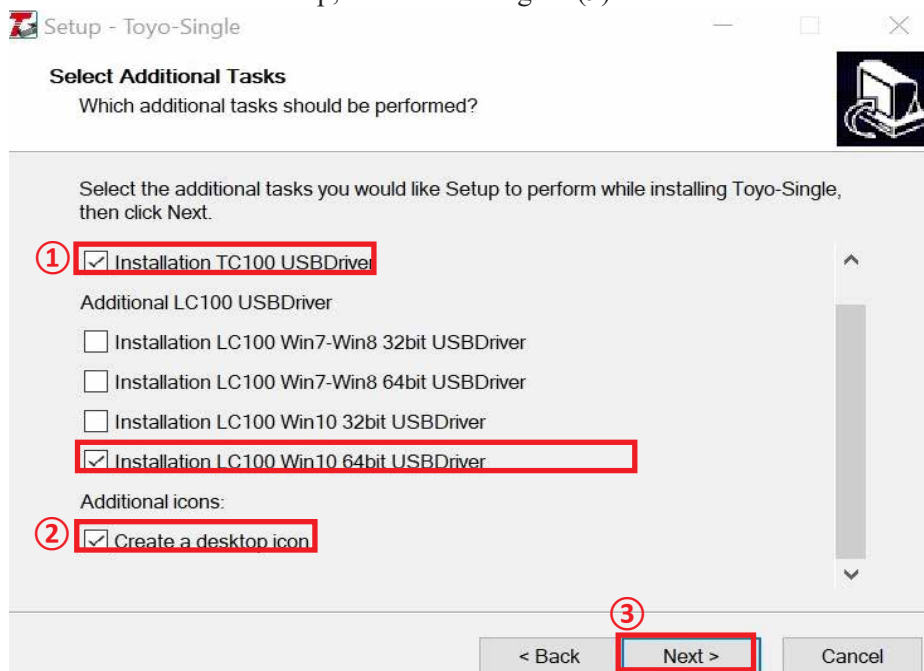 Setup - Toyo-Single
Select Additional Tasks
Which additional tasks should be performed?
Select the additional tasks you would like Setup to perform while installing Toyo-Single,
then click Next.
① Installation TC100 USBDriver
Additional LC100 USBDriver
Installation LC100 Win7-Win8 32bit USBDriver
Installation LC100 Win7-Win8 64bit USBDriver
Installation LC100 Win10 32bit USBDriver
Installation LC100 Win10 64bit USBDriver
Additional icons:
② Create a desktop icon
③
< Back Next > Cancel